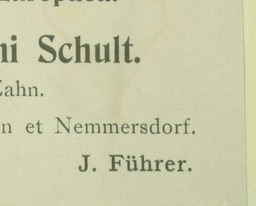 ni Schult.
Zahn.
n et Nemmersdorf.
J. Führer.